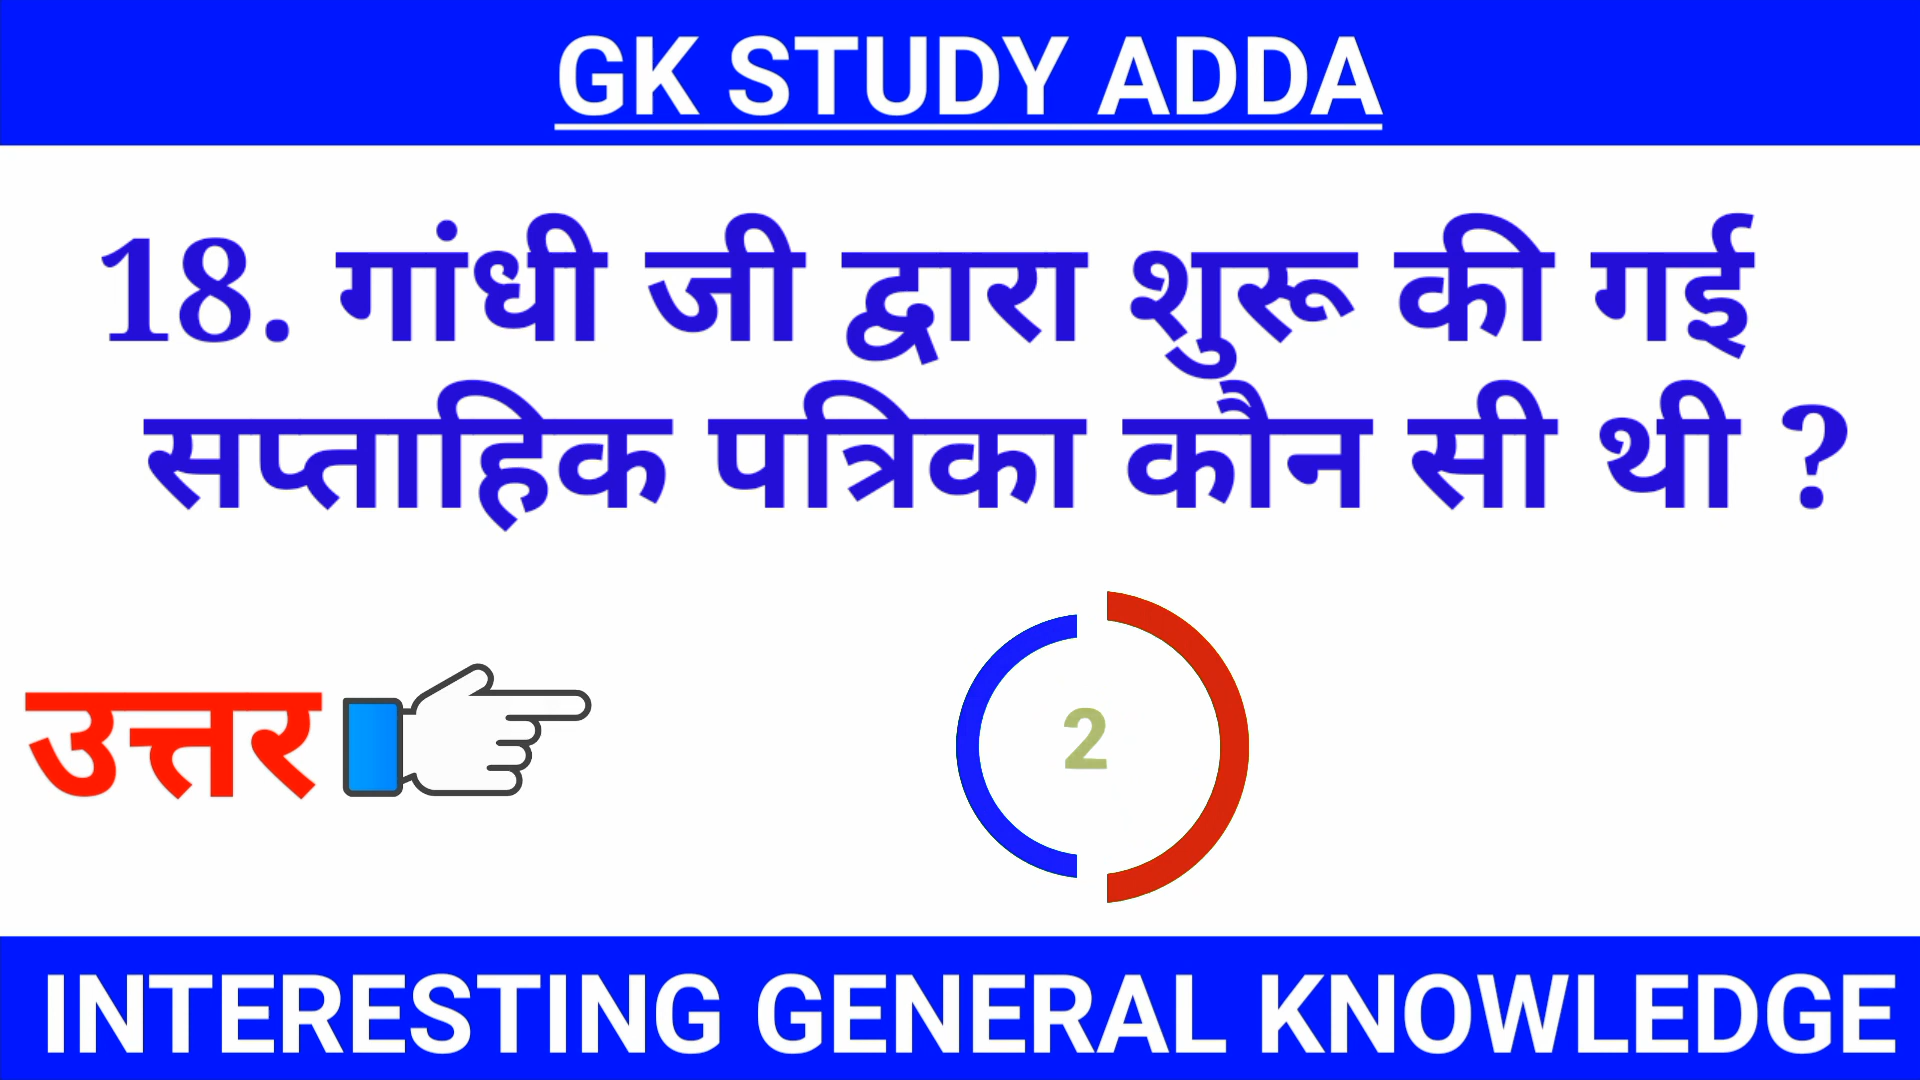 GK STUDY ADDA
18. गांधी जी द्वारा शुरू की गई
सप्ताहिक पत्रिका कौन सी थी ?
उत्तर
2
INTERESTING GENERAL KNOWLEDGE